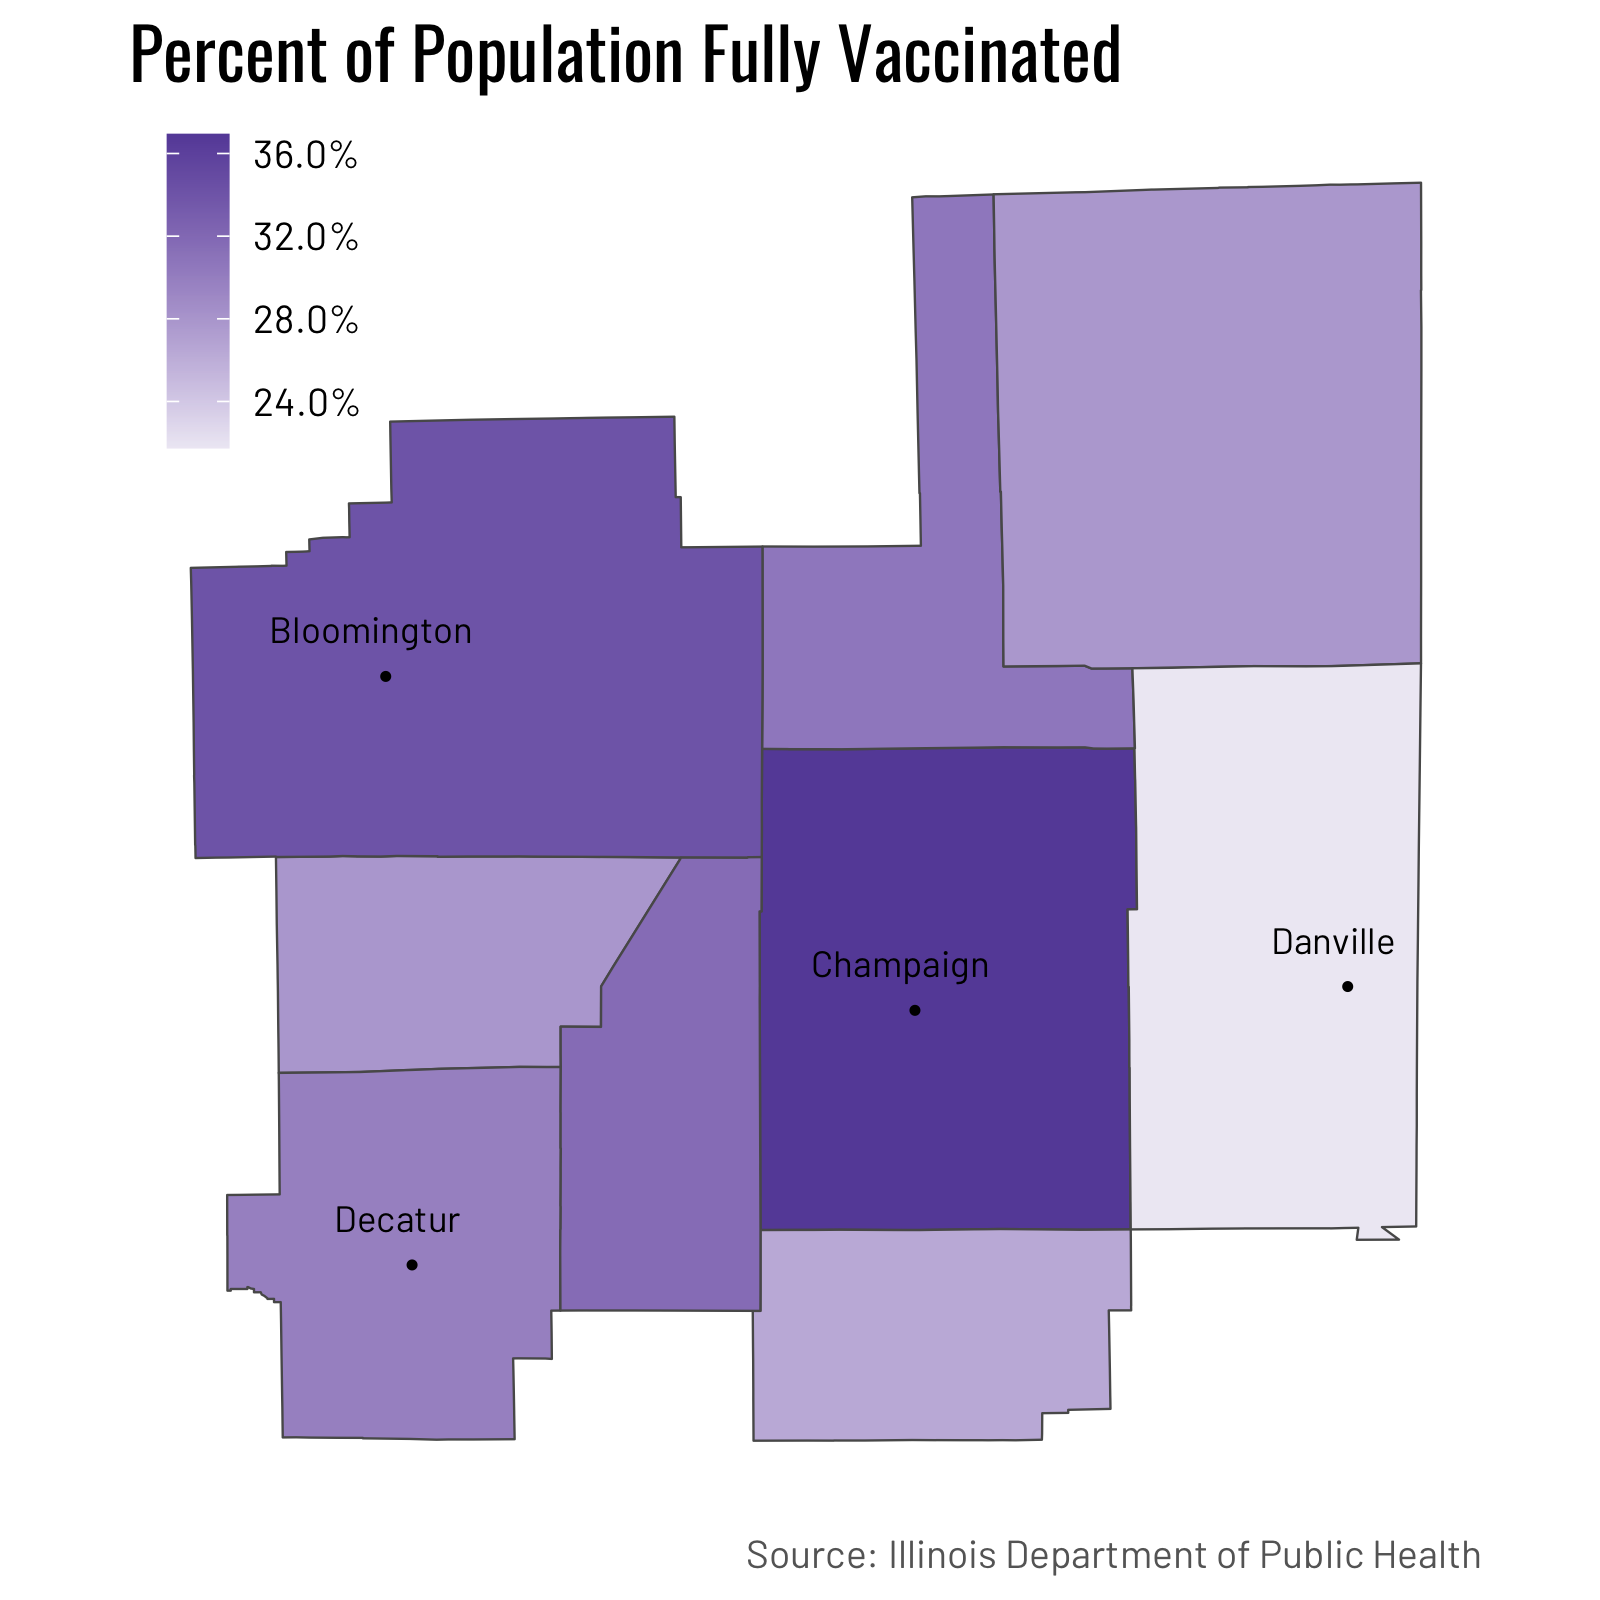 Percent of Population Fully Vaccinated
36.0%
32.0%
28.0%
24.0%
Bloomington
Danville
Champaign
Decatur
Source: Illinois Department of Public Health